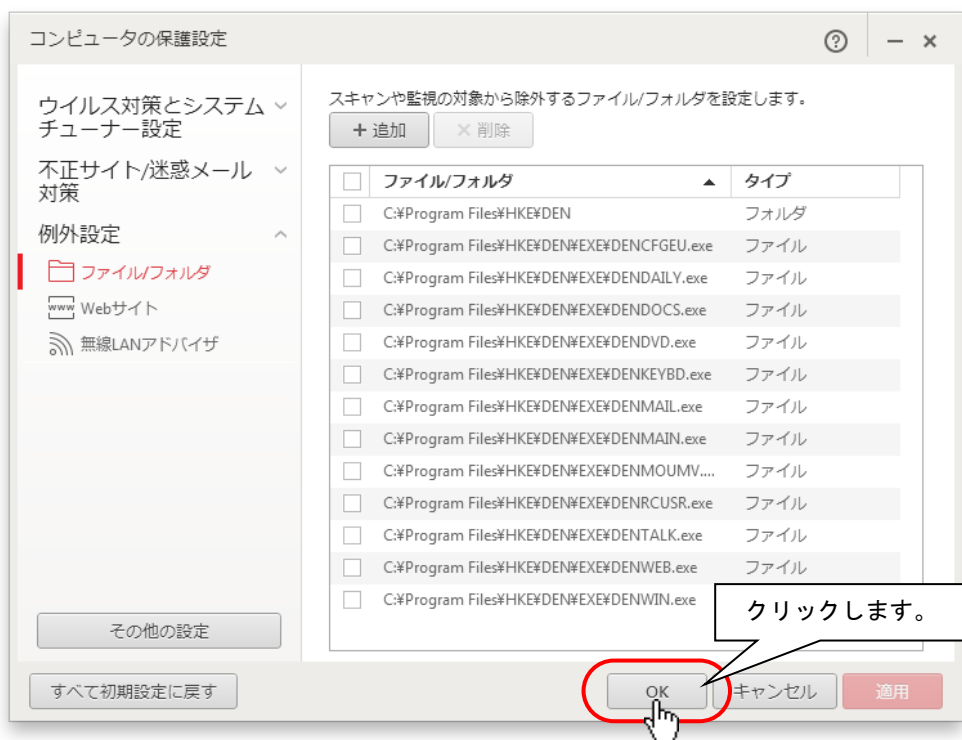 コンピュータの保護設定
ウイルス対策とシステム
チューナー設定
不正サイト/迷惑メール
対策
例外設定
ファイル/フォルダ
www Webサイト
無線LANアドバイザ
その他の設定
スキャンや監視の対象から除外するファイル/フォルダを設定します。
+ 追加 × 削除
ファイル/フォルダ ▲ タイプ
C:¥Program Files¥HKE¥DEN フォルダ
C:¥Program Files¥HKE¥DEN¥EXE¥DENCFGEU.exe ファイル
C:¥Program Files¥HKE¥DEN¥EXE¥DENDAILY.exe ファイル
C:¥Program Files¥HKE¥DEN¥EXE¥DENDOCS.exe ファイル
C:¥Program Files¥HKE¥DEN¥EXE¥DENDVD.exe ファイル
C:¥Program Files¥HKE¥DEN¥EXE¥DENKEYBD.exe ファイル
C:¥Program Files¥HKE¥DEN¥EXE¥DENMAIL.exe ファイル
C:¥Program Files¥HKE¥DEN¥EXE¥DENMAIN.exe ファイル
C:¥Program Files¥HKE¥DEN¥EXE¥DENMOUMV.... ファイル
C:¥Program Files¥HKE¥DEN¥EXE¥DENRCUSR.exe ファイル
C:¥Program Files¥HKE¥DEN¥EXE¥DENTALK.exe ファイル
C:¥Program Files¥HKE¥DEN¥EXE¥DENWEB.exe ファイル
C:¥Program Files¥HKE¥DEN¥EXE¥DENWIN.exe
クリックします。
すべて初期設定に戻す OK キャンセル 適用